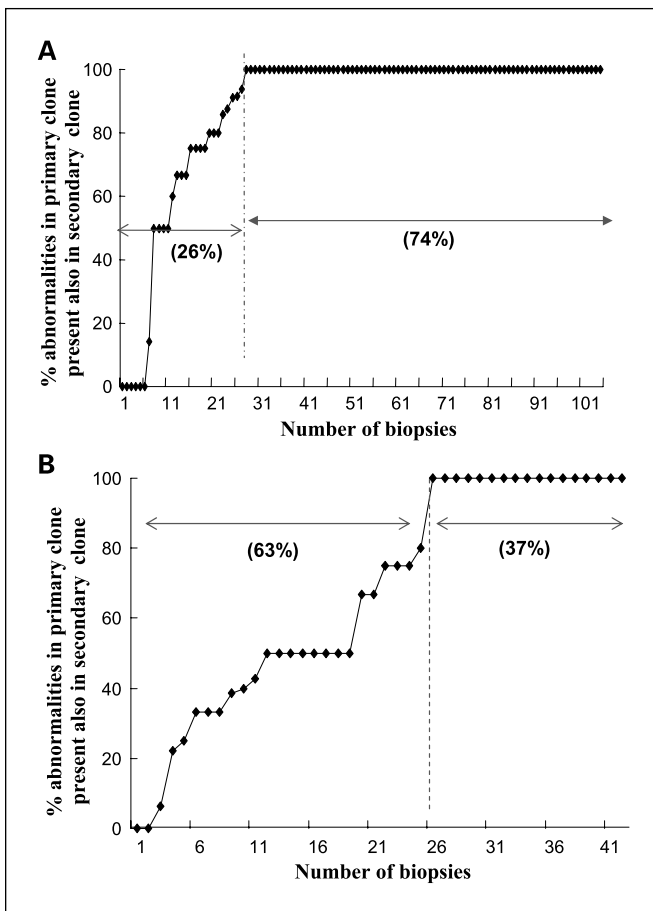 A
% abnormalities in primary clone
present also in secondary clone
100
80
60
40
20
0
(26%)
(74%)
1 11 21 31 41 51 61 71 81 91 101
Number of biopsies
B
% abnormalities in primary clone
present also in secondary clone
100
80
60
40
20
0
(63%)
(37%)
1 6 11 16 21 26 31 36 41
Number of biopsies